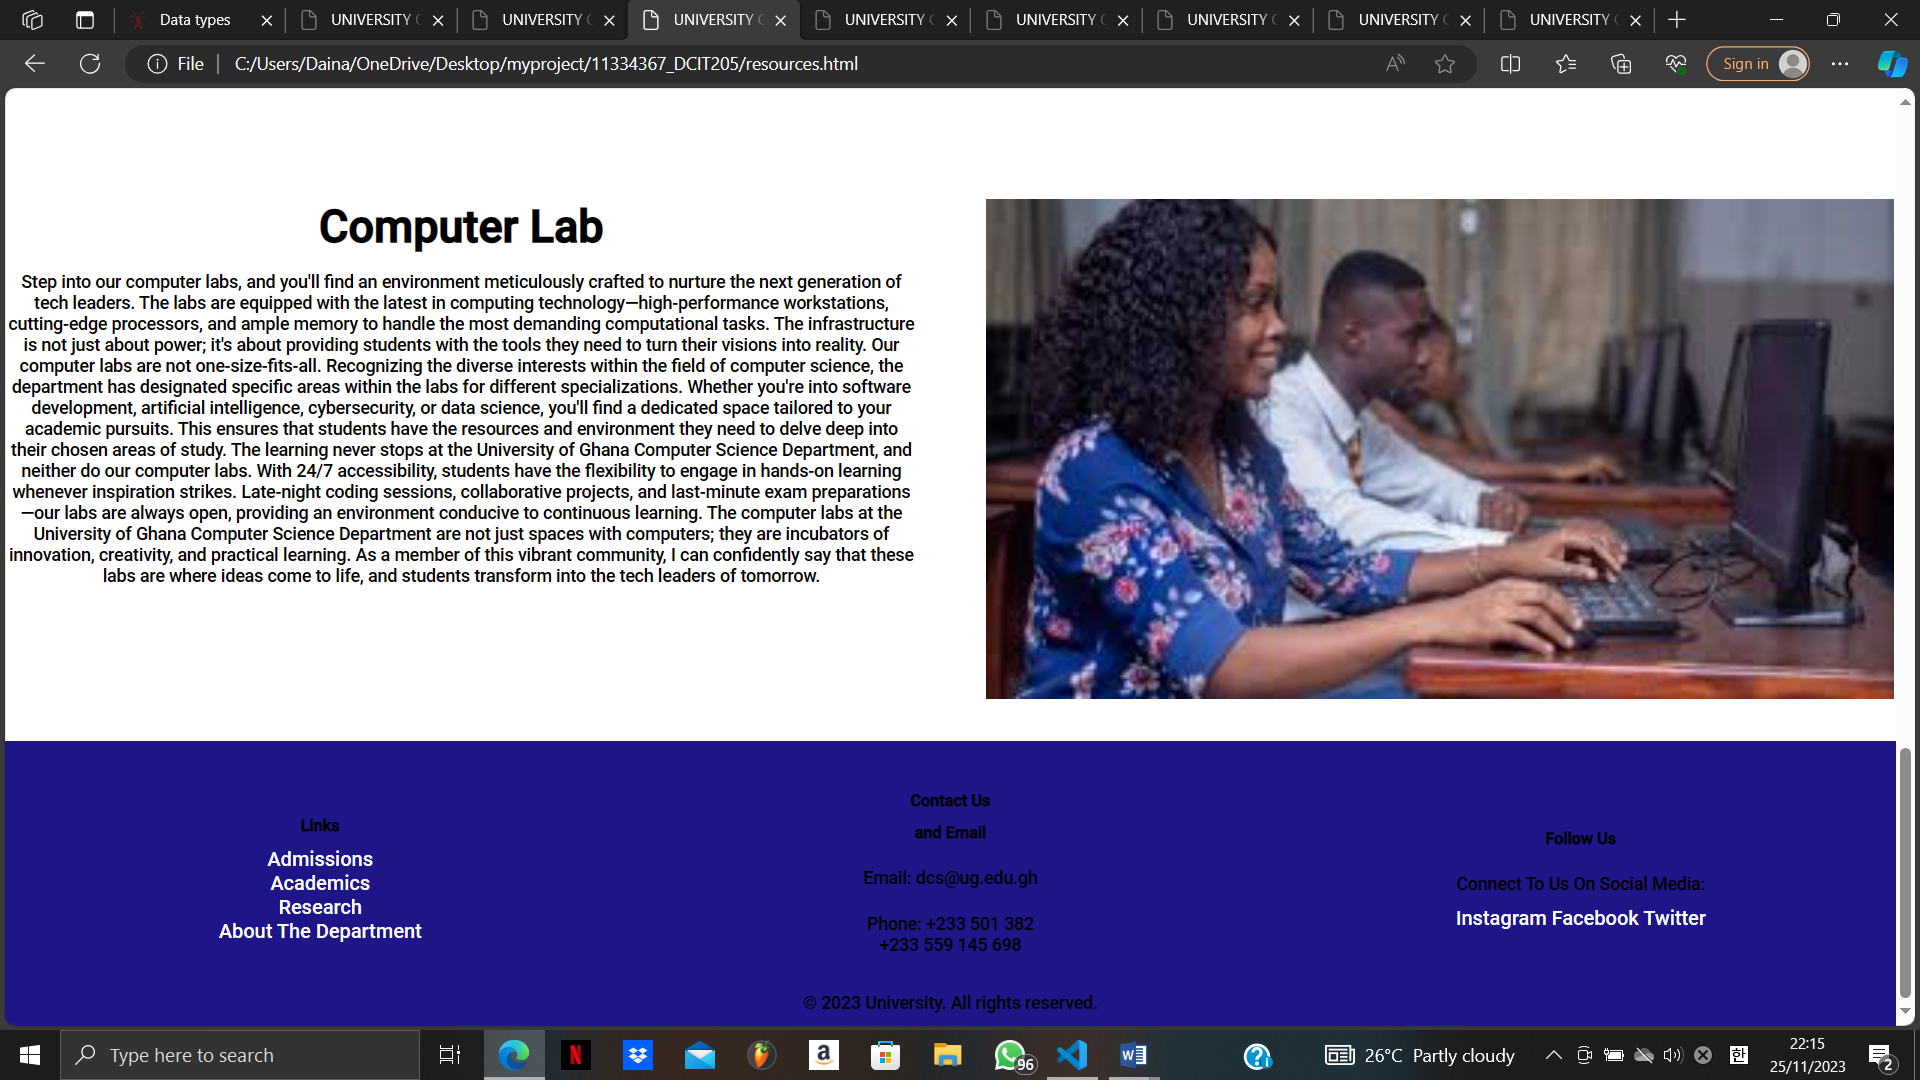 Data types
UNIVERSITY
UNIVERSITY
UNIVERSITY
UNIVERSITY
UNIVERSITY
UNIVERSITY
UNIVERSITY
UNIVERSITY
File
C:/Users/Daina/OneDrive/Desktop/myproject/11334367_DCIT205/resources.html
Sign in
Computer Lab
Step into our computer labs, and you'll find an environment meticulously crafted to nurture the next generation of
tech leaders. The labs are equipped with the latest in computing technology—high-performance workstations,
cutting-edge processors, and ample memory to handle the most demanding computational tasks. The infrastructure
is not just about power; it's about providing students with the tools they need to turn their visions into reality. Our
computer labs are not one-size-fits-all. Recognizing the diverse interests within the field of computer science, the
department has designated specific areas within the labs for different specializations. Whether you're into software
development, artificial intelligence, cybersecurity, or data science, you'll find a dedicated space tailored to your
academic pursuits. This ensures that students have the resources and environment they need to delve deep into
their chosen areas of study. The learning never stops at the University of Ghana Computer Science Department, and
neither do our computer labs. With 24/7 accessibility, students have the flexibility to engage in hands-on learning
whenever inspiration strikes. Late-night coding sessions, collaborative projects, and last-minute exam preparations
—our labs are always open, providing an environment conducive to continuous learning. The computer labs at the
University of Ghana Computer Science Department are not just spaces with computers; they are incubators of
innovation, creativity, and practical learning. As a member of this vibrant community, I can confidently say that these
labs are where ideas come to life, and students transform into the tech leaders of tomorrow.
Links
Admissions
Academics
Research
About The Department
Contact Us
and Email
Email: dcs@ug.edu.gh
Phone: +233 501 382
+233 559 145 698
Follow Us
Connect To Us On Social Media:
Instagram Facebook Twitter
© 2023 University. All rights reserved.
Type here to search
96
26°C Partly cloudy
한
22:15
25/11/2023
2